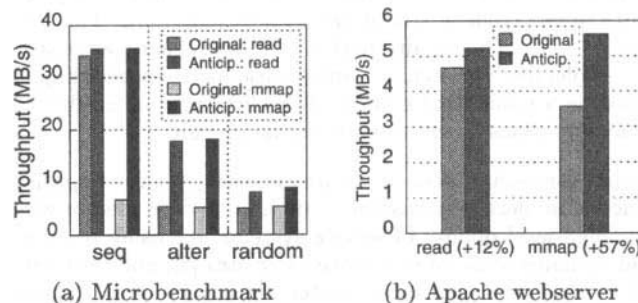 Throughput (MB/s)
40
30
20
10
0
Original: read
Anticip.: read
Original: mmap
Anticip.: mmap
seq alter random
(a) Microbenchmark
Throughput (MB/s)
6
5
4
3
2
1
0
Original
Anticip.
read (+12%) mmap (+57%)
(b) Apache webserver